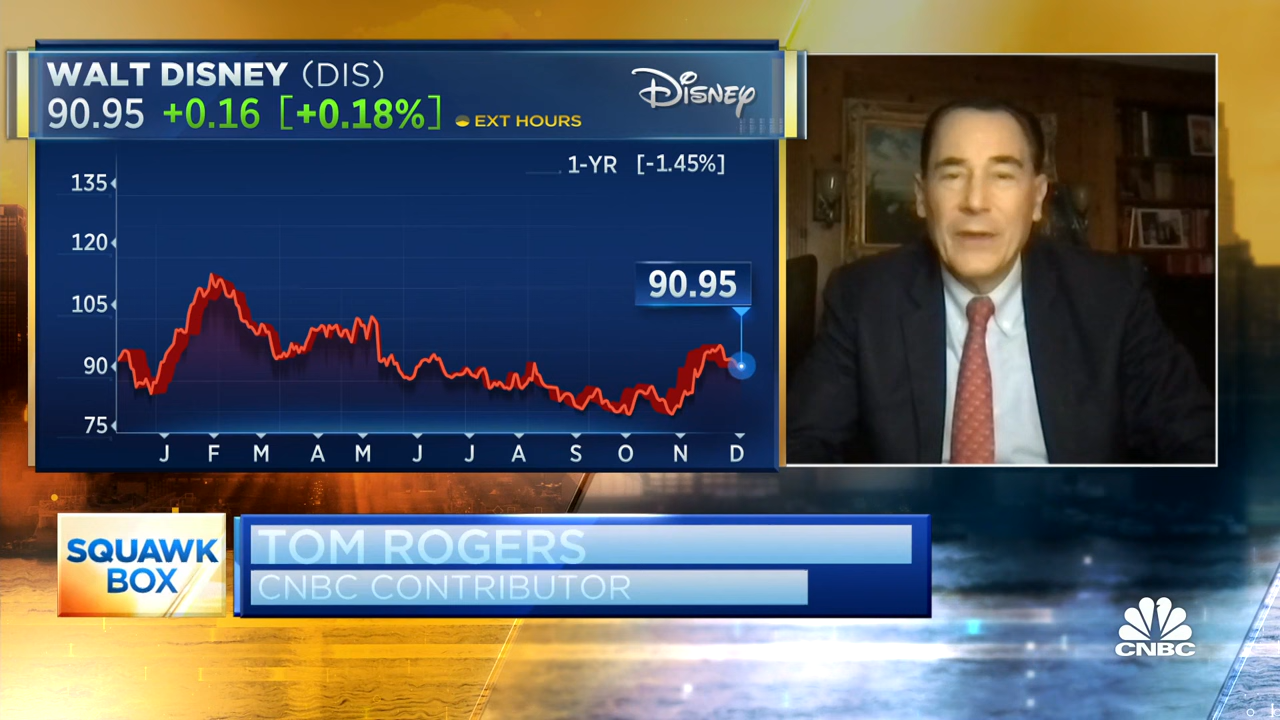 WALT DISNEY (DIS)
90.95 +0.16 [+0.18%] EXT HOURS
DISNEY
1-YR [-1.45%]
135
120
105
90
75
90.95
J F M A M J J A S O N D
SQUAWK
BOX
TOM ROGERS
CNBC CONTRIBUTOR
CNBC